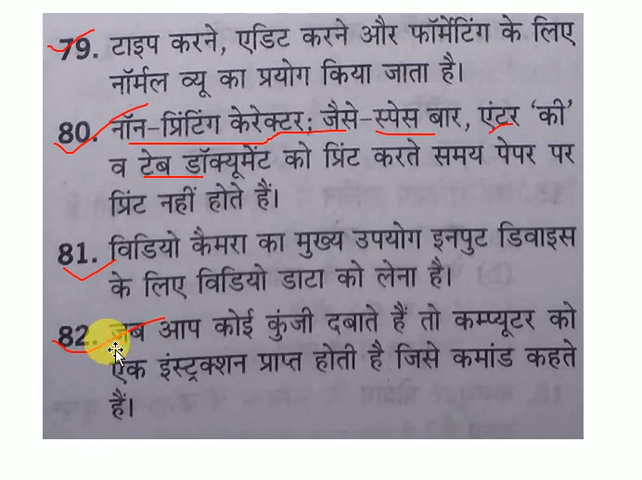 79. टाइप करने, एडिट करने और फॉर्मेटिंग के लिए
नॉर्मल व्यू का प्रयोग किया जाता है।
80. नॉन-प्रिंटिंग केरेक्टर; जैसे-स्पेस बार, एंटर 'की'
व टेब डॉक्यूमेंट को प्रिंट करते समय पेपर पर
प्रिंट नहीं होते हैं।
81. विडियो कैमरा का मुख्य उपयोग इनपुट डिवाइस
के लिए विडियो डाटा को लेना है।
82. जब आप कोई कुंजी दबाते हैं तो कम्प्यूटर को
एक इंस्ट्रक्शन प्राप्त होती है जिसे कमांड कहते
हैं।